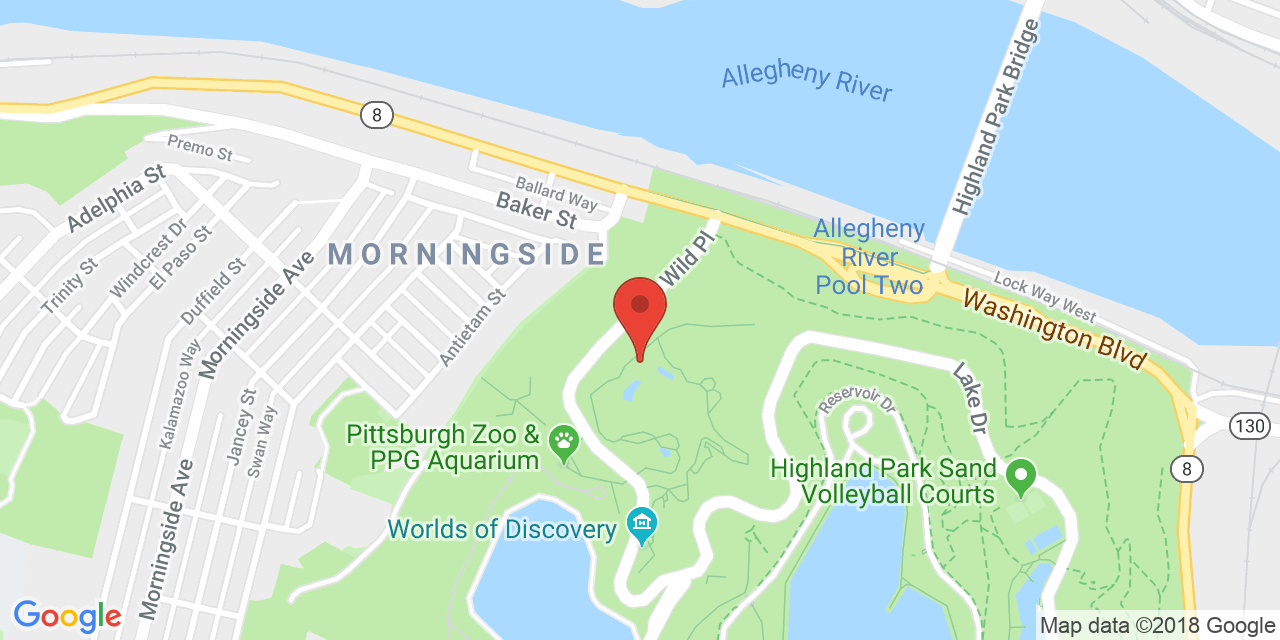 Highland Park Bridge
Allegheny River
8
Premo St
Adelphia St
Ballard Way
Baker St
MORNINGSIDE
Windcrest Dr
El Paso St
Trinity St
Duffield St
Morningside Ave
Wild Pl
Allegheny
River
Pool Two
Lock Way West
Washington Blvd
Antietam St
Kalamazoo Way
Jancey St
Swan Way
Reservoir Dr
Lake Dr
130
8
Pittsburgh Zoo &
PPG Aquarium
Highland Park Sand
Volleyball Courts
Worlds of Discovery
Morningside Ave
Google
Map data ©2018 Google